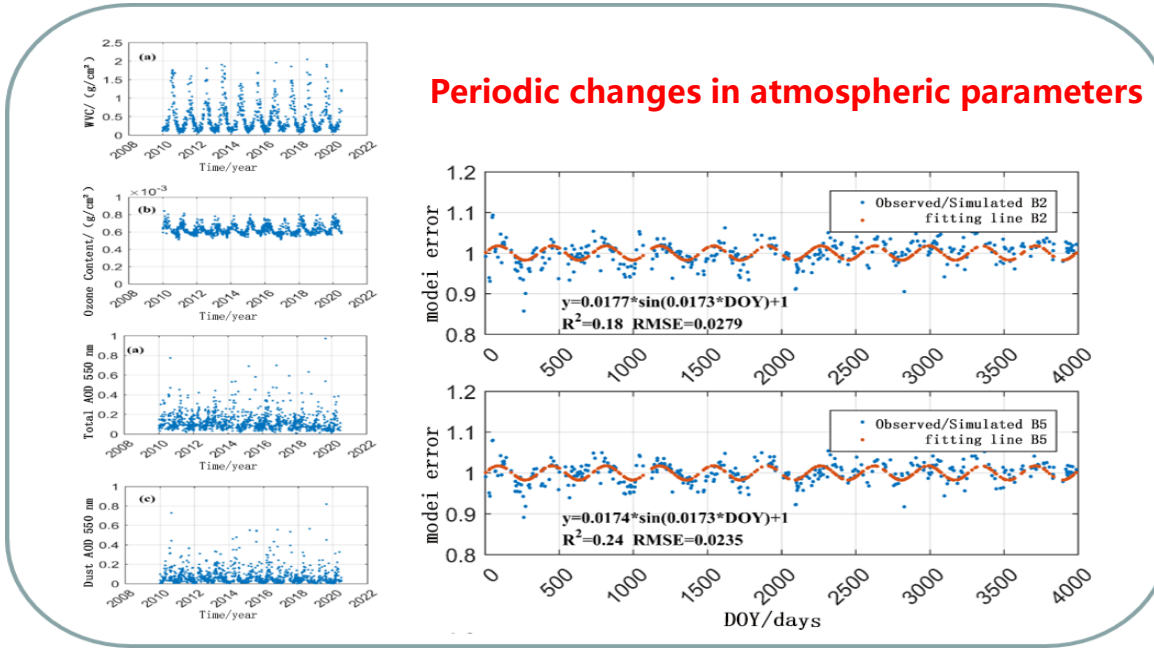 Periodic changes in atmospheric parameters
(a)
WVC/ (g/cm²)
2.5
2
1.5
1
0.5
0
2008 2010 2012 2014 2016 2018 2020 2022
Time/year
×10⁻³
(b)
Ozone Content/ (g/cm²)
1
0.8
0.6
0.4
0.2
0
2008 2010 2012 2014 2016 2018 2020 2022
Time/year
(a)
Total AOD 550 nm
1
0.8
0.6
0.4
0.2
0
2008 2010 2012 2014 2016 2018 2020 2022
Time/year
(c)
Dust AOD 550 nm
1
0.8
0.6
0.4
0.2
0
2008 2010 2012 2014 2016 2018 2020 2022
Time/year
modei error
1.2
1.1
1
0.9
0.8
Observed/Simulated B2
fitting line B2
y=0.0177*sin(0.0173*DOY)+1
R²=0.18 RMSE=0.0279
0 500 1000 1500 2000 2500 3000 3500 4000
modei error
1.2
1.1
1
0.9
0.8
Observed/Simulated B5
fitting line B5
y=0.0174*sin(0.0173*DOY)+1
R²=0.24 RMSE=0.0235
0 500 1000 1500 2000 2500 3000 3500 4000
DOY/days